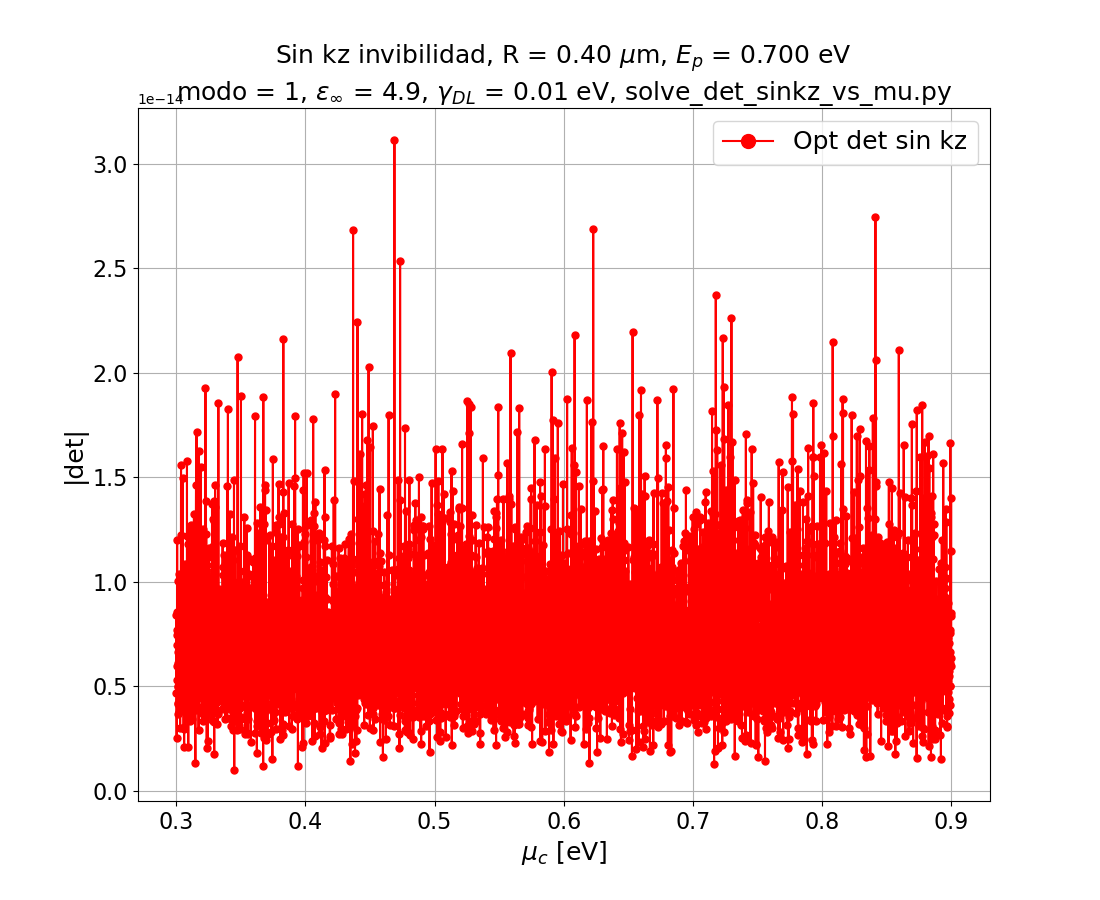 Sin kz invibilidad, R = 0.40 μm, E_p = 0.700 eV
modo = 1, ε_∞ = 4.9, γ_DL = 0.01 eV, solve_det_sinkz_vs_mu.py
1e−14
Opt det sin kz
3.0
2.5
2.0
1.5
1.0
0.5
0.0
|det|
0.3 0.4 0.5 0.6 0.7 0.8 0.9
μ_c [eV]